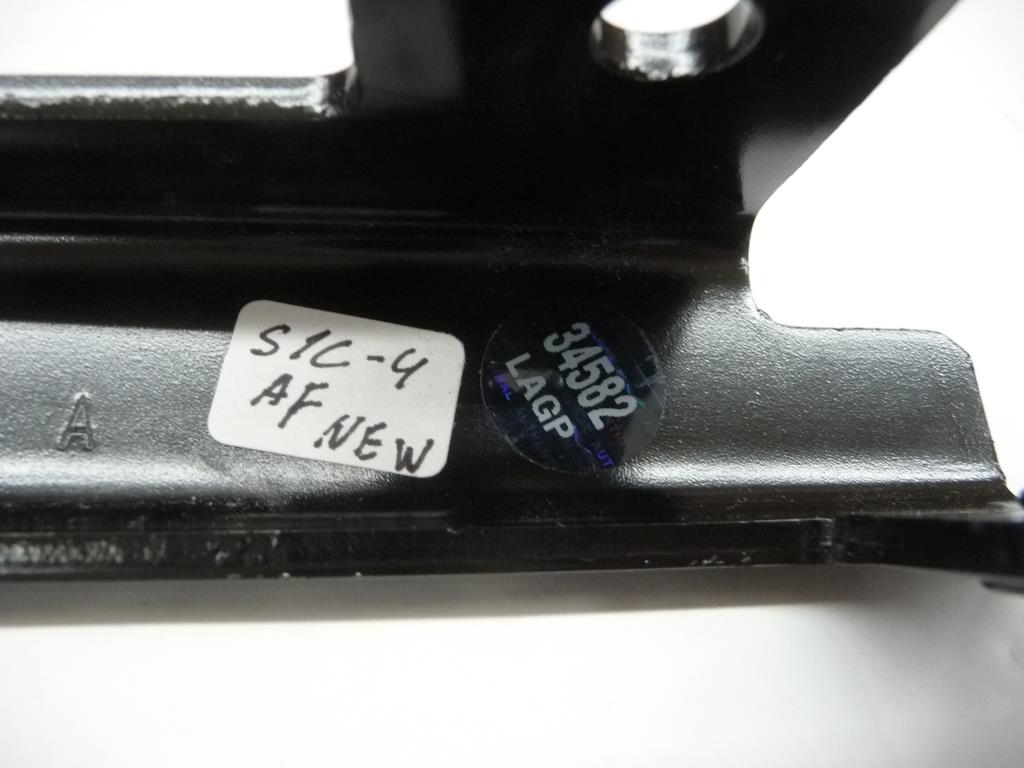 A
S1C-4
AF NEW
34582
LAGP